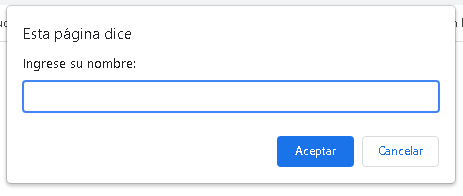 Esta página dice
Ingrese su nombre:
Aceptar
Cancelar